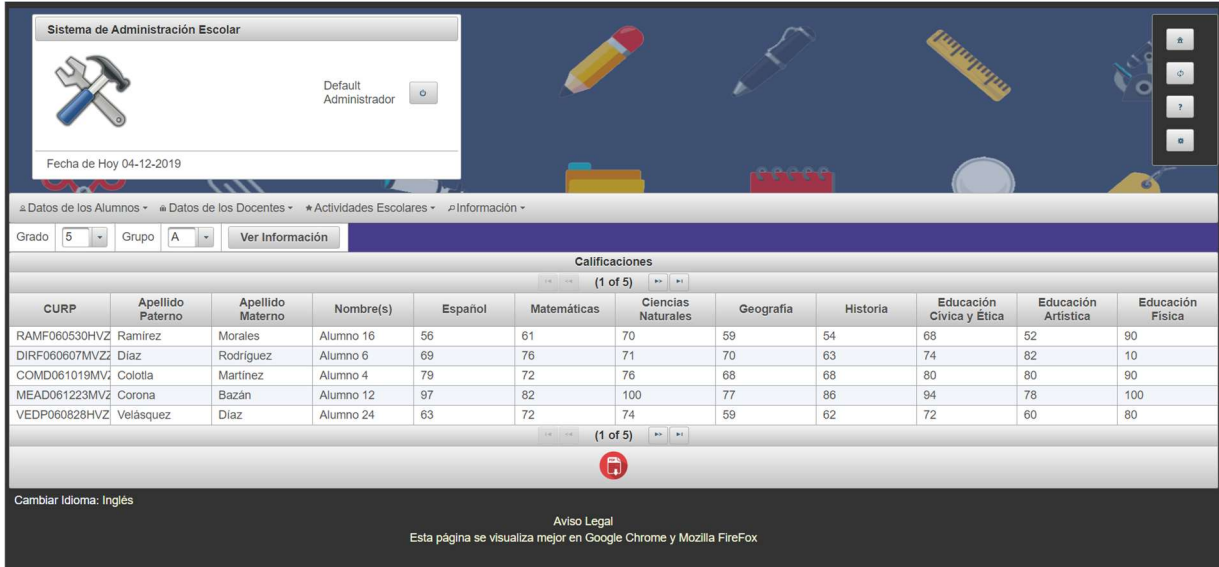 Sistema de Administración Escolar
Default
Administrador
Fecha de Hoy 04-12-2019
Datos de los Alumnos Datos de los Docentes Actividades Escolares Información
Grado 5 Grupo A Ver Información
Calificaciones
(1 of 5)
CURP Apellido Paterno Apellido Materno Nombre(s) Español Matemáticas Ciencias Naturales Geografía Historia Educación Cívica y Ética Educación Artistica Educación Física
RAMF060530HVZ Ramírez Morales Alumno 16 56 61 70 59 54 68 52 90
DIRF060607MVZZ Díaz Rodríguez Alumno 6 69 76 71 70 63 74 82 10
COMD061019MVZ Colotla Martínez Alumno 4 79 72 76 68 68 80 80 90
MEAD061223MVZ Corona Bazán Alumno 12 97 82 100 77 86 94 78 100
VEDP060828HVZ Velásquez Díaz Alumno 24 63 72 74 59 62 72 60 80
(1 of 5)
Cambiar Idioma: Inglés
Aviso Legal
Esta página se visualiza mejor en Google Chrome y Mozilla FireFox